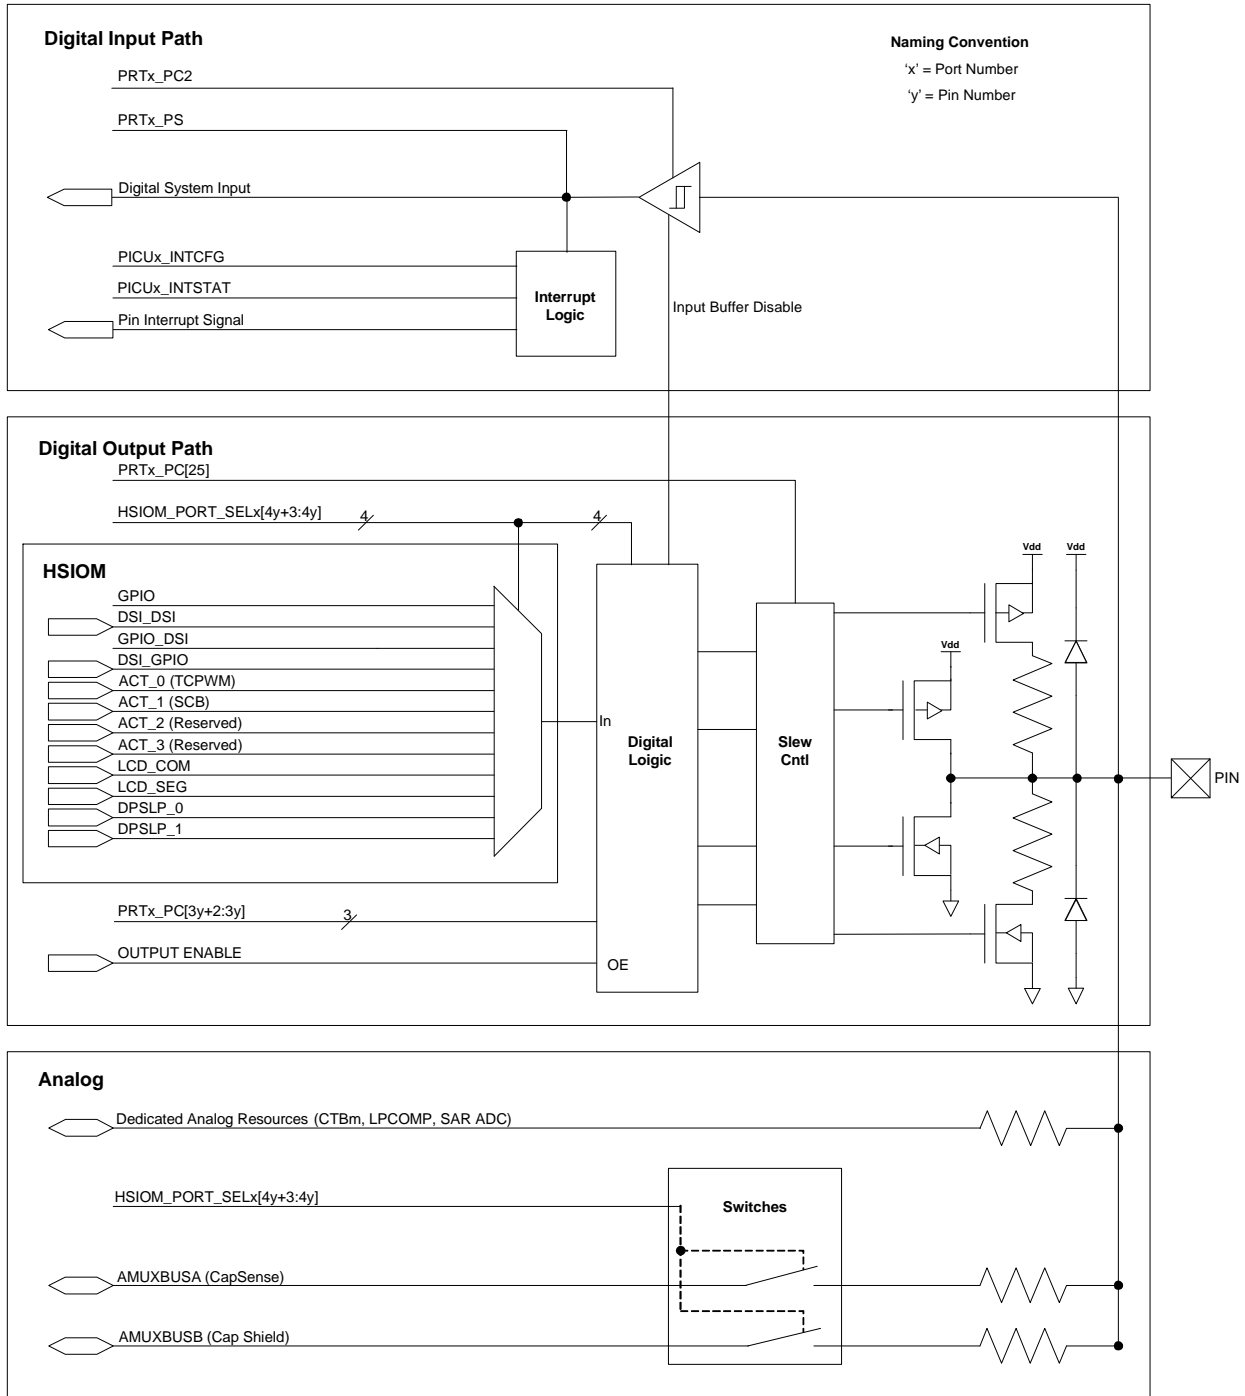 Digital Input Path
Naming Convention
'x' = Port Number
'y' = Pin Number
PRTx_PC2
PRTx_PS
Digital System Input
PICUx_INTCFG
PICUx_INTSTAT
Pin Interrupt Signal
Interrupt
Logic
Input Buffer Disable
Digital Output Path
PRTx_PC[25]
HSIOM_PORT_SELx[4y+3:4y]
4
4
HSIOM
GPIO
DSI_DSI
GPIO_DSI
DSI_GPIO
ACT_0 (TCPWM)
ACT_1 (SCB)
ACT_2 (Reserved)
ACT_3 (Reserved)
LCD_COM
LCD_SEG
DPSLP_0
DPSLP_1
In
Digital
Loigic
Slew
Cntl
Vdd
Vdd
Vdd
PIN
PRTx_PC[3y+2:3y]
3
OUTPUT ENABLE
OE
Analog
Dedicated Analog Resources (CTBm, LPCOMP, SAR ADC)
HSIOM_PORT_SELx[4y+3:4y]
Switches
AMUXBUSA (CapSense)
AMUXBUSB (Cap Shield)